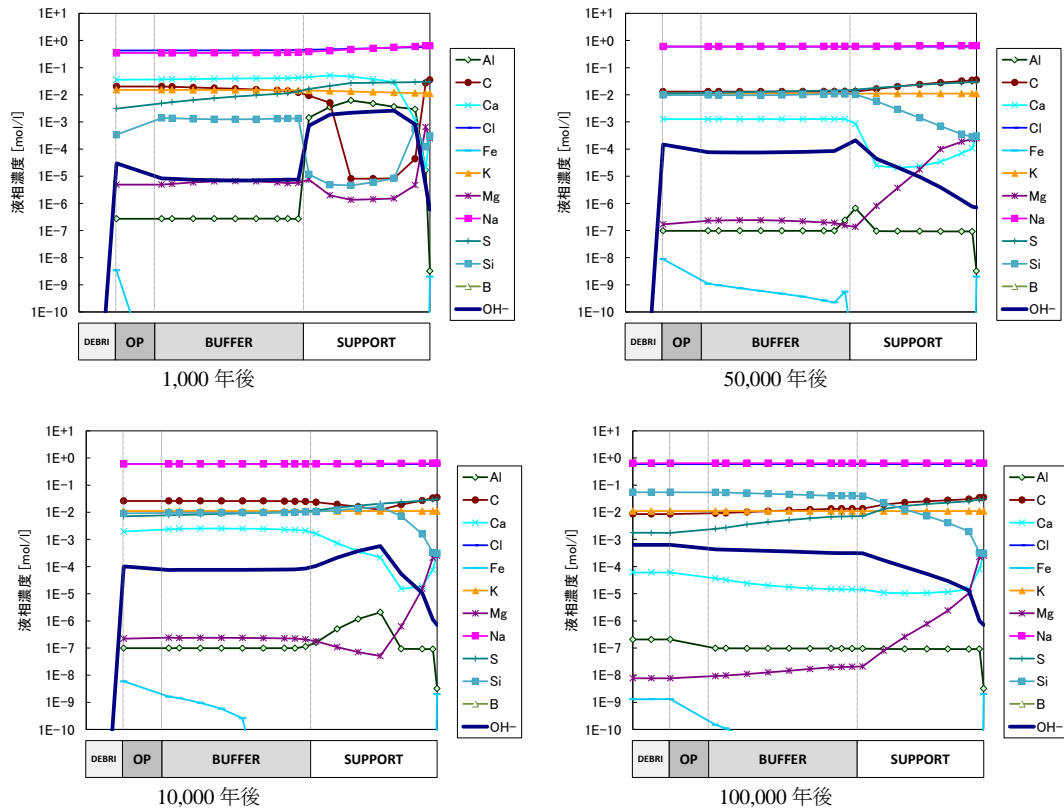 1E+1
1E+0
1E-1
1E-2
1E-3
1E-4
1E-5
1E-6
1E-7
1E-8
1E-9
1E-10
液相濃度 [mol/l]
Al
C
Ca
Cl
Fe
K
Mg
Na
S
Si
B
OH-
DEBRI OP BUFFER SUPPORT
1,000 年後
1E+1
1E+0
1E-1
1E-2
1E-3
1E-4
1E-5
1E-6
1E-7
1E-8
1E-9
1E-10
液相濃度 [mol/l]
Al
C
Ca
Cl
Fe
K
Mg
Na
S
Si
B
OH-
DEBRI OP BUFFER SUPPORT
50,000 年後
1E+1
1E+0
1E-1
1E-2
1E-3
1E-4
1E-5
1E-6
1E-7
1E-8
1E-9
1E-10
液相濃度 [mol/l]
Al
C
Ca
Cl
Fe
K
Mg
Na
S
Si
B
OH-
DEBRI OP BUFFER SUPPORT
10,000 年後
1E+1
1E+0
1E-1
1E-2
1E-3
1E-4
1E-5
1E-6
1E-7
1E-8
1E-9
1E-10
液相濃度 [mol/l]
Al
C
Ca
Cl
Fe
K
Mg
Na
S
Si
B
OH-
DEBRI OP BUFFER SUPPORT
100,000 年後